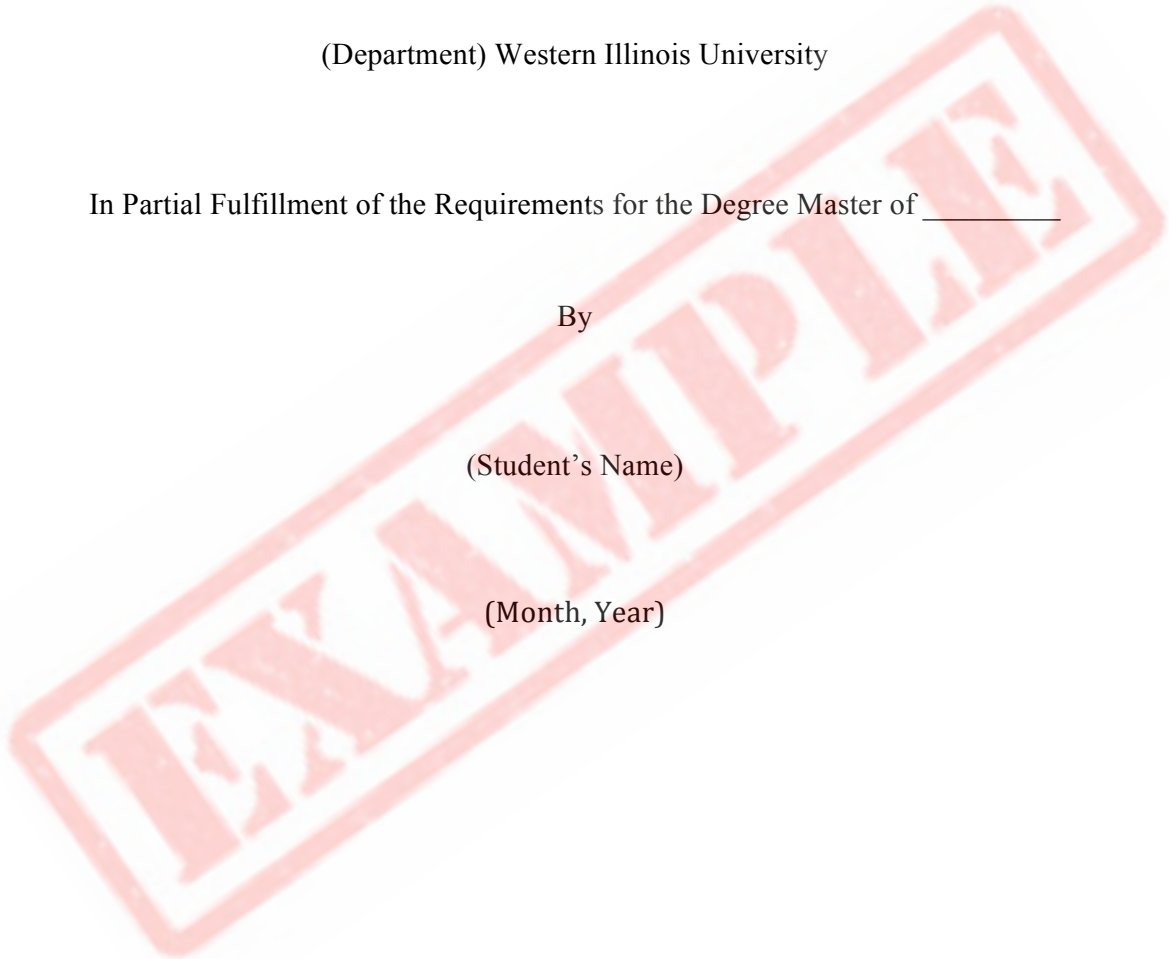 (Department) Western Illinois University
In Partial Fulfillment of the Requirements for the Degree Master of __________
By
(Student’s Name)
(Month, Year)
EXAMPLE